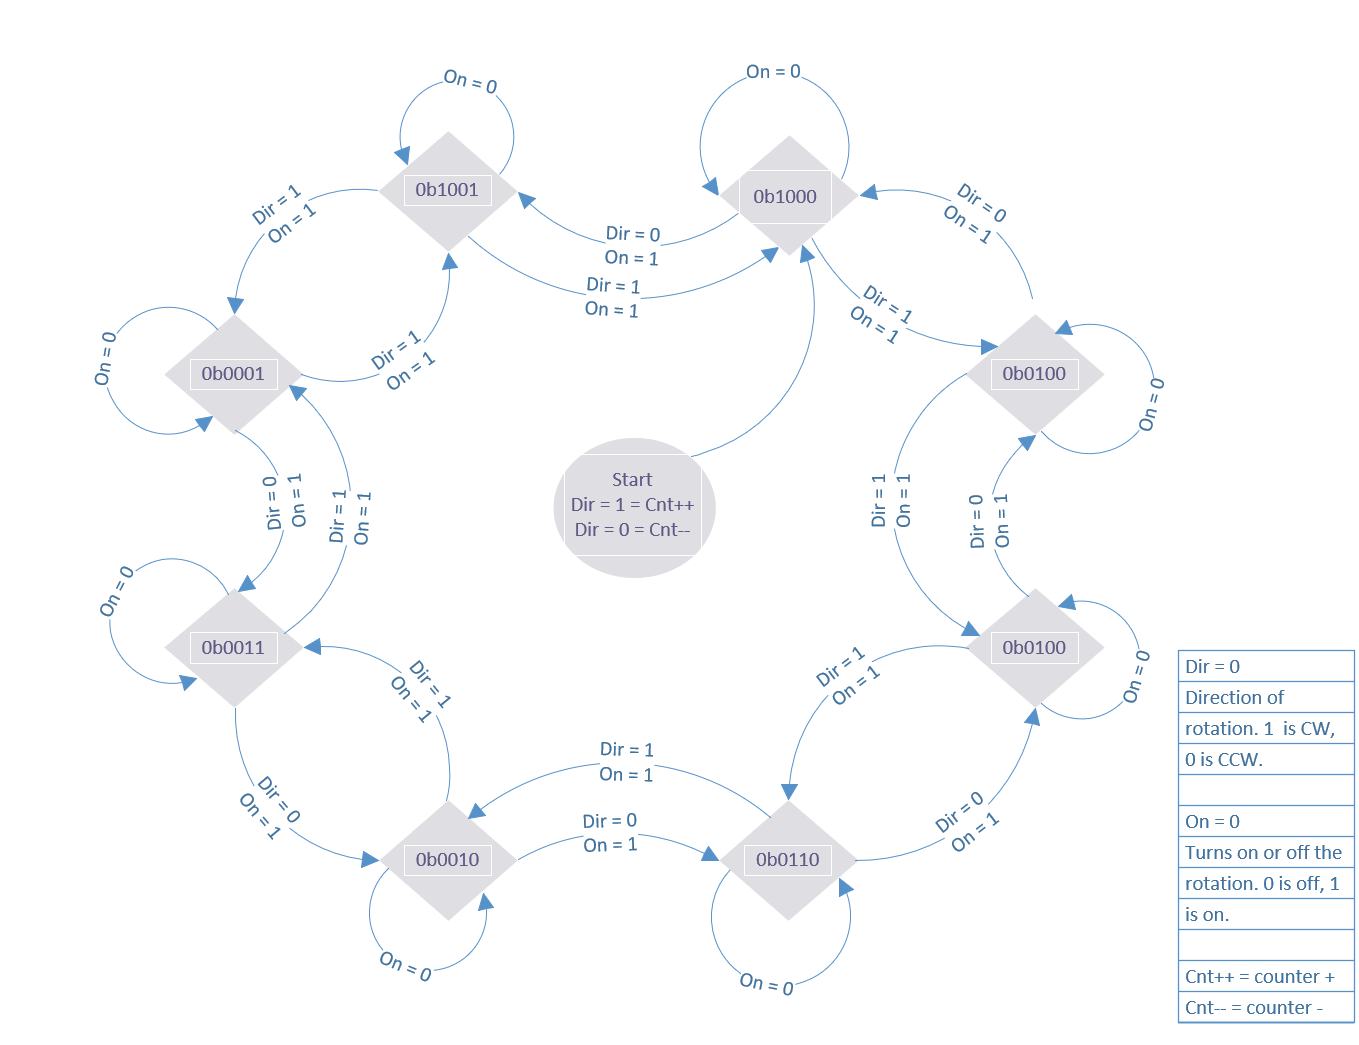 On = 0
On = 0
0b1001
0b1000
Dir = 1
On = 1
Dir = 0
On = 1
Dir = 0
On = 1
Dir = 1
On = 1
Dir = 1
On = 1
Dir = 1
On = 1
On = 0
0b0001
0b0100
On = 0
Dir = 0
On = 1
Dir = 1
On = 1
Start
Dir = 1 = Cnt++
Dir = 0 = Cnt--
Dir = 1
On = 1
Dir = 0
On = 1
On = 0
0b0011
0b0100
On = 0
Dir = 1
On = 1
Dir = 1
On = 1
Dir = 0
On = 1
Dir = 1
On = 1
Dir = 0
On = 1
Dir = 0
On = 1
0b0010
0b0110
On = 0
On = 0
Dir = 0
Direction of
rotation. 1 is CW,
0 is CCW.
On = 0
Turns on or off the
rotation. 0 is off, 1
is on.
Cnt++ = counter +
Cnt-- = counter -